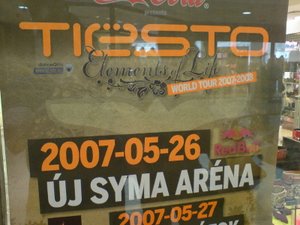 presents
TIËSTO
Elements of Life
WORLD TOUR 2007-2008
2007-05-26
Red Bull
ÚJ SYMA ARÉNA
2007-05-27